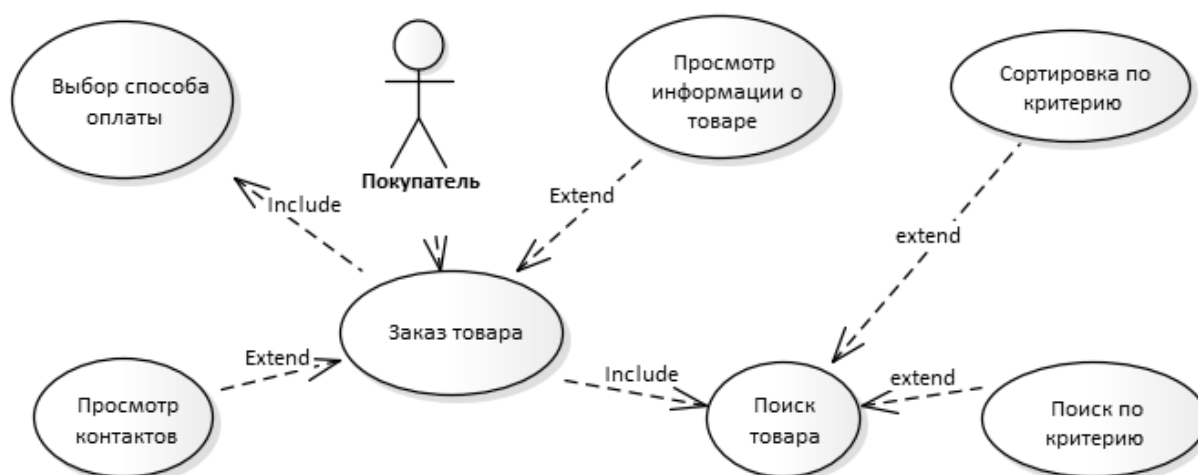 Выбор способа
оплаты
Покупатель
Просмотр
информации о
товаре
Сортировка по
критерию
Include
Extend
extend
Заказ товара
Extend
Include
extend
Просмотр
контактов
Поиск
товара
Поиск по
критерию